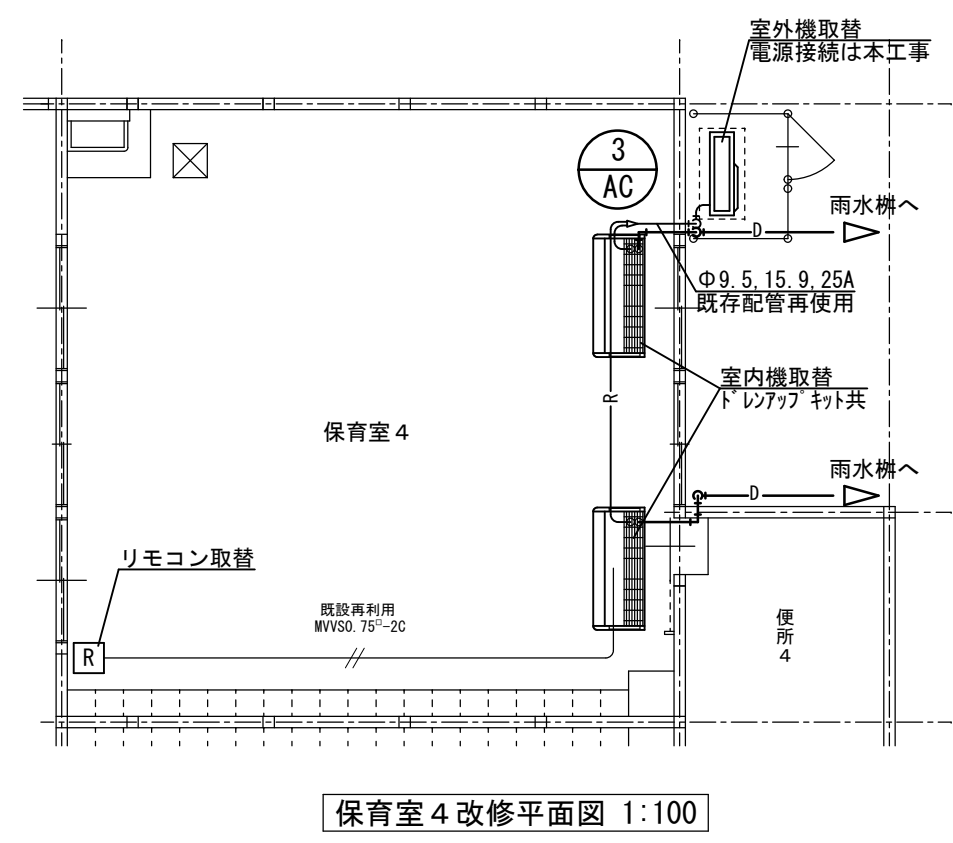 室外機取替
電源接続は本工事
3
AC
雨水桝へ
D
Φ9.5,15.9,25A
既存配管再使用
室内機取替
ドレンアップキット共
R
保育室4
雨水桝へ
D
リモコン取替
既設再利用
MVVS0.75□-2C
R
便所4
保育室4改修平面図 1:100